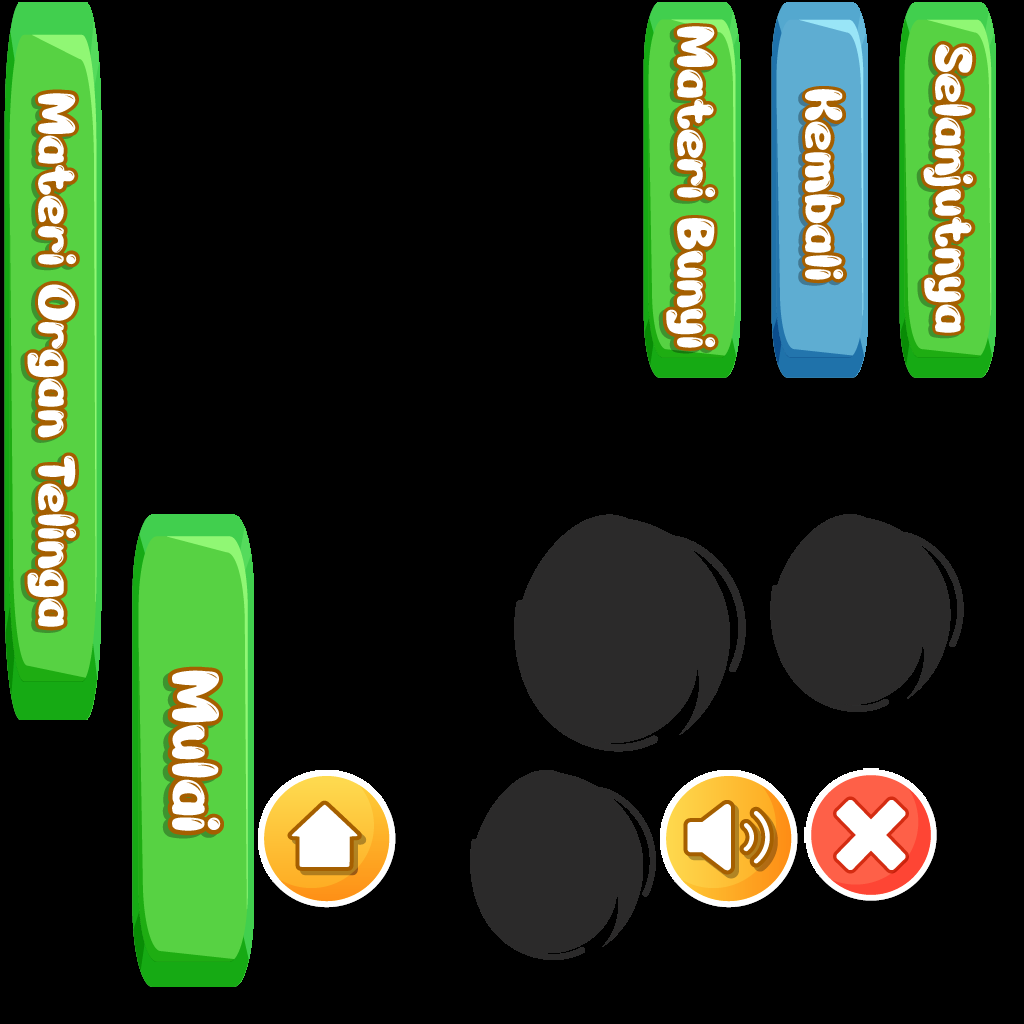 Materi Organ Telinga
Materi Bunyi
Kembali
Selanjutnya
Mulai